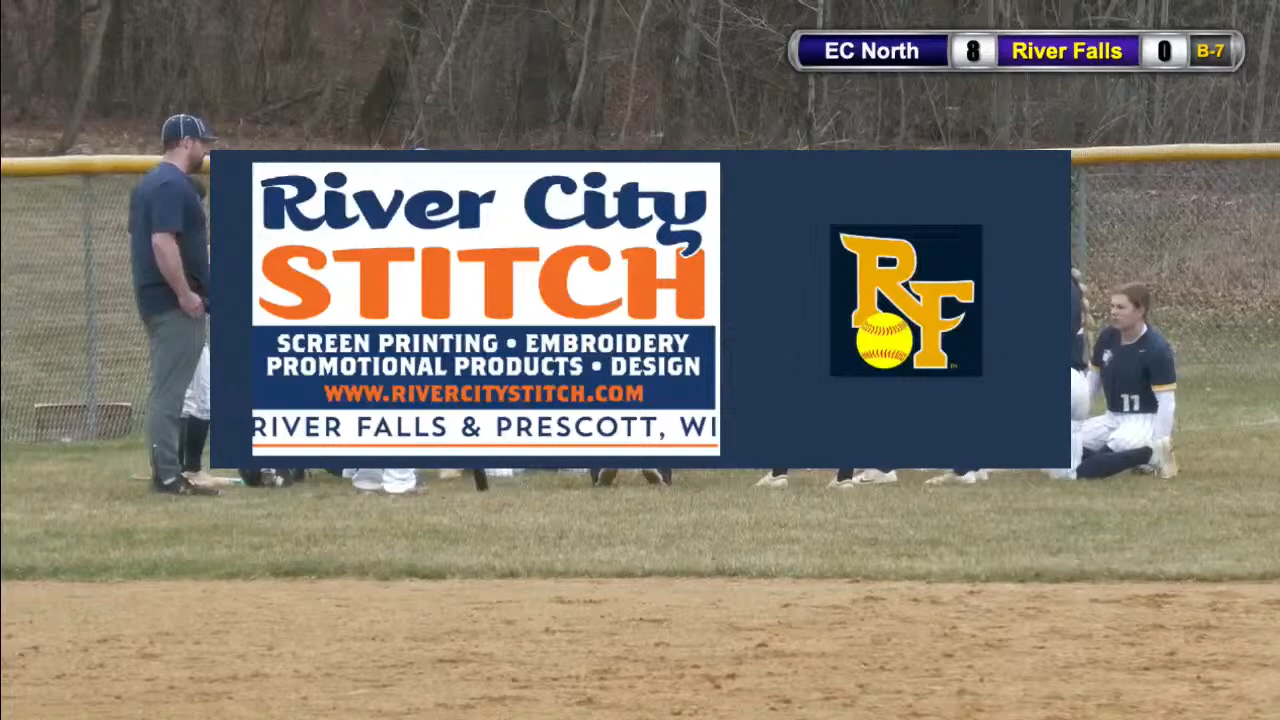 EC North 8 River Falls 0 B-7
River City
STITCH
SCREEN PRINTING • EMBROIDERY
PROMOTIONAL PRODUCTS • DESIGN
WWW.RIVERCITYSTITCH.COM
RIVER FALLS & PRESCOTT, WI
RF
11